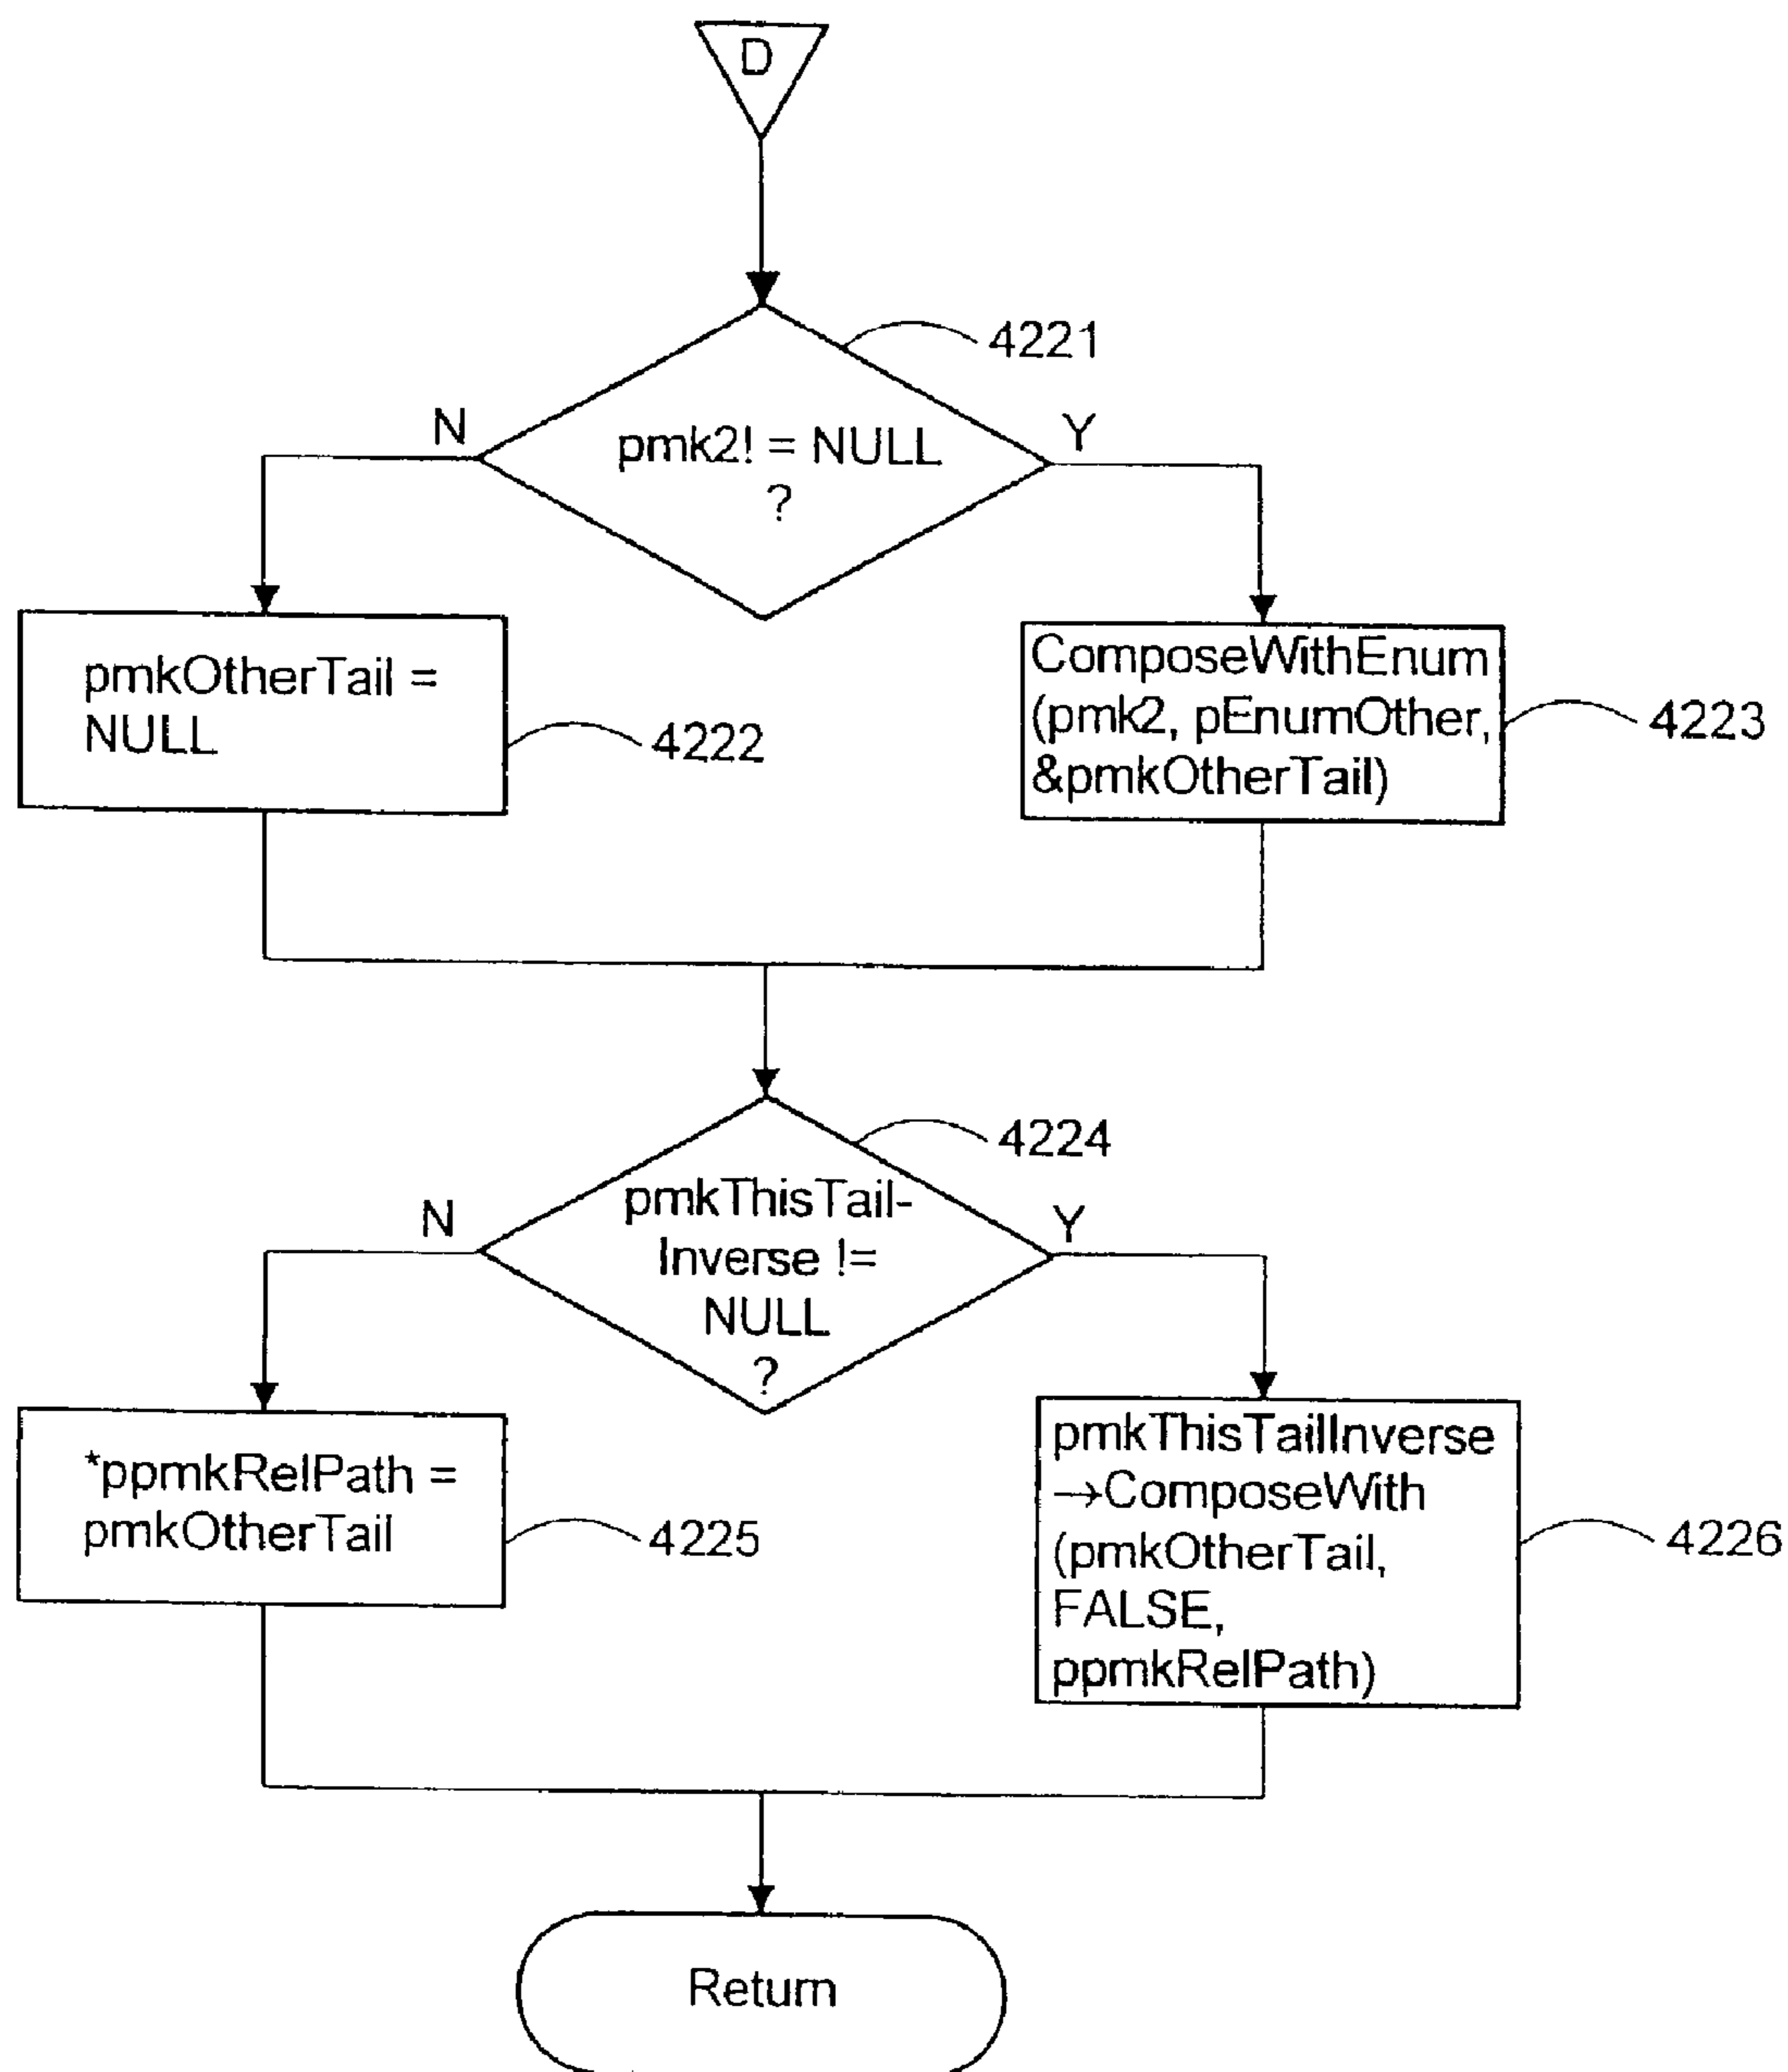 D
4221
N
Y
pmk2! = NULL
?
pmkOtherTail =
NULL
4222
ComposeWithEnum
(pmk2, pEnumOther,
&pmkOtherTail)
4223
4224
N
Y
pmkThisTail-
Inverse !=
NULL
?
*ppmkRelPath =
pmkOtherTail
4225
pmkThisTailInverse
→ComposeWith
(pmkOtherTail,
FALSE,
ppmkRelPath)
4226
Return